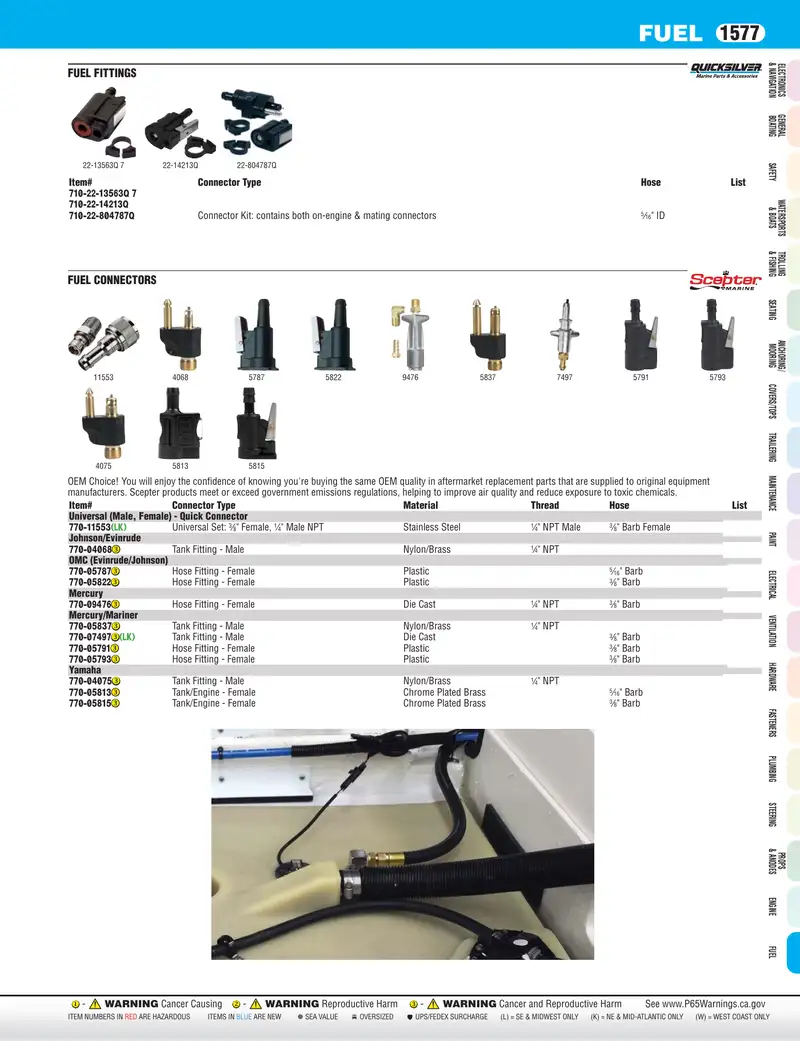 FUEL 1577
FUEL FITTINGS
QUICKSILVER
Marine Parts & Accessories
22-13563Q 7 22-14213Q 22-804787Q
Item# Connector Type Hose List
710-22-13563Q 7
710-22-14213Q
710-22-804787Q Connector Kit: contains both on-engine & mating connectors 5⁄16" ID
FUEL CONNECTORS
Scepter
MARINE
11553 4068 5787 5822 9476 5837 7497 5791 5793
4075 5813 5815
OEM Choice! You will enjoy the confidence of knowing you're buying the same OEM quality in aftermarket replacement parts that are supplied to original equipment
manufacturers. Scepter products meet or exceed government emissions regulations, helping to improve air quality and reduce exposure to toxic chemicals.
Item# Connector Type Material Thread Hose List
Universal (Male, Female) - Quick Connector
770-11553(LK) Universal Set: 3⁄8" Female, 1⁄4" Male NPT Stainless Steel 1⁄4" NPT Male 3⁄8" Barb Female
Johnson/Evinrude
770-04068 3 Tank Fitting - Male Nylon/Brass 1⁄4" NPT
OMC (Evinrude/Johnson)
770-05787 3 Hose Fitting - Female Plastic 5⁄16" Barb
770-05822 3 Hose Fitting - Female Plastic 3⁄8" Barb
Mercury
770-09476 3 Hose Fitting - Female Die Cast 1⁄4" NPT 3⁄8" Barb
Mercury/Mariner
770-05837 3 Tank Fitting - Male Nylon/Brass 1⁄4" NPT
770-07497 3 (LK) Tank Fitting - Male Die Cast 3⁄8" Barb
770-05791 3 Hose Fitting - Female Plastic 3⁄8" Barb
770-05793 3 Hose Fitting - Female Plastic 3⁄8" Barb
Yamaha
770-04075 3 Tank Fitting - Male Nylon/Brass 1⁄4" NPT
770-05813 3 Tank/Engine - Female Chrome Plated Brass 5⁄16" Barb
770-05815 3 Tank/Engine - Female Chrome Plated Brass 3⁄8" Barb
ELECTRONICS
& NAVIGATION
GENERAL
BOATING
SAFETY
WATERSPORTS
& BOATS
TROLLING
& FISHING
SEATING
ANCHORING/
MOORING
COVERS/TOPS
TRAILERING
MAINTENANCE
PAINT
ELECTRICAL
VENTILATION
HARDWARE
FASTENERS
PLUMBING
STEERING
PROPS
& ANODES
ENGINE
FUEL
1 - WARNING Cancer Causing 2 - WARNING Reproductive Harm 3 - WARNING Cancer and Reproductive Harm See www.P65Warnings.ca.gov
ITEM NUMBERS IN RED ARE HAZARDOUS ITEMS IN BLUE ARE NEW SEA VALUE OVERSIZED UPS/FEDEX SURCHARGE (L) = SE & MIDWEST ONLY (K) = NE & MID-ATLANTIC ONLY (W) = WEST COAST ONLY